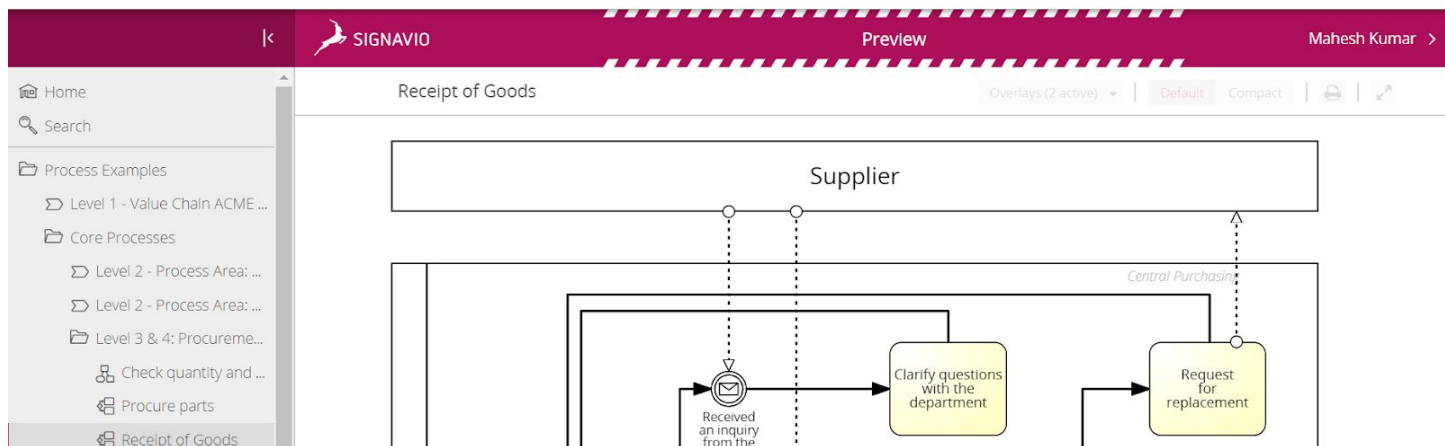 SIGNAVIO
Preview
Mahesh Kumar
Home
Search
Process Examples
Level 1 - Value Chain ACME ...
Core Processes
Level 2 - Process Area: ...
Level 2 - Process Area: ...
Level 3 & 4: Procureme...
Check quantity and ...
Procure parts
Receipt of Goods
Receipt of Goods
Overlays (2 active)
Default
Compact
Supplier
Central Purchasing
Received
an inquiry
from the
Clarify questions
with the
department
Request
for
replacement